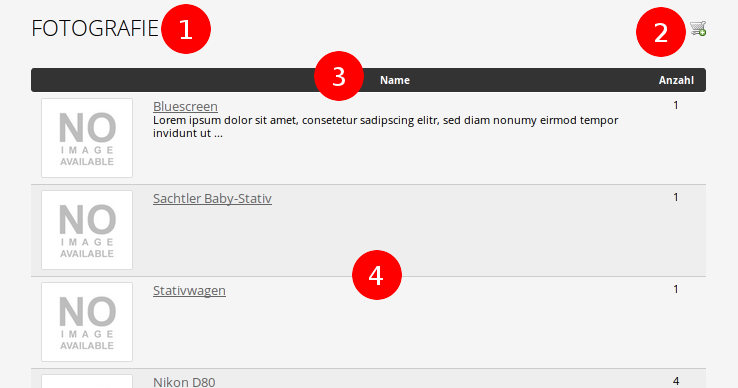 FOTOGRAFIE 1
2
3
Name Anzahl
NO
IMAGE
AVAILABLE
Bluescreen 1
Lorem ipsum dolor sit amet, consetetur sadipscing elitr, sed diam nonumy eirmod tempor
invidunt ut ...
NO
IMAGE
AVAILABLE
Sachtler Baby-Stativ 1
4
NO
IMAGE
AVAILABLE
Stativwagen 1
Nikon D80 4